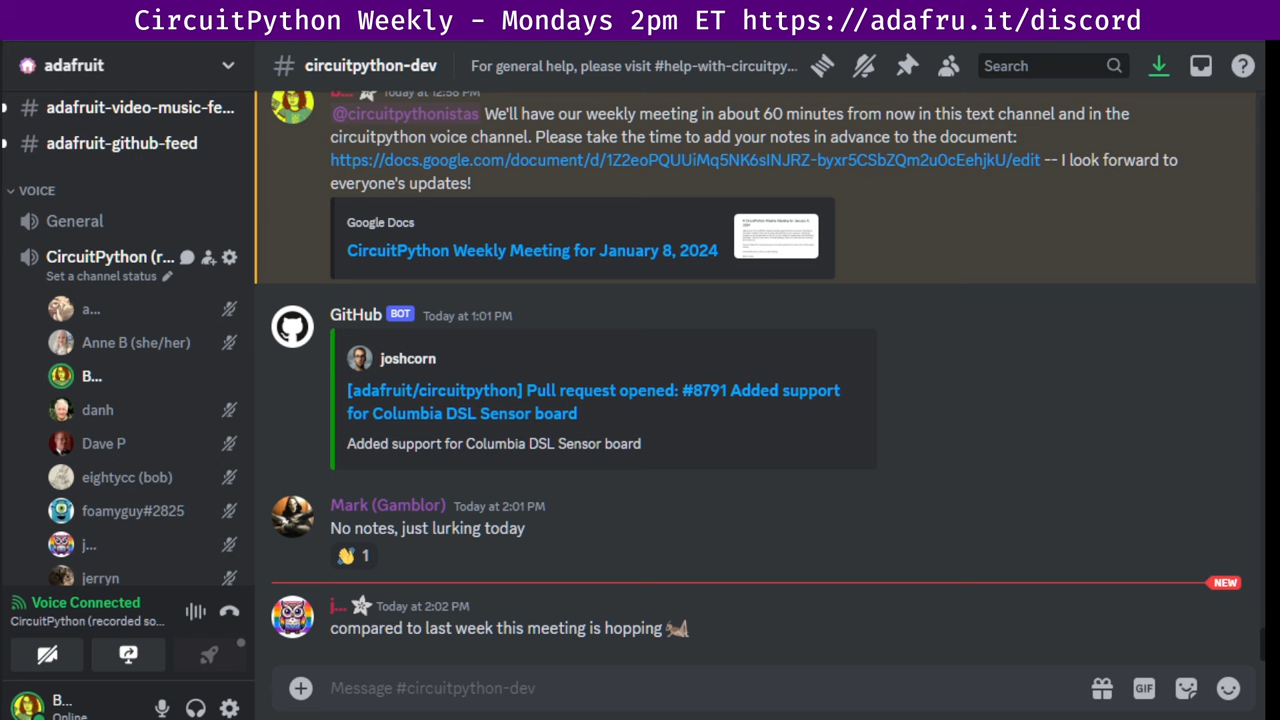 CircuitPython Weekly - Mondays 2pm ET https://adafru.it/discord
adafruit
# circuitpython-dev
For general help, please visit #help-with-circuitpy...
Search
# adafruit-video-music-fe...
# adafruit-github-feed
VOICE
General
CircuitPython (r...
Set a channel status
a...
Anne B (she/her)
B...
danh
Dave P
eightycc (bob)
foamyguy#2825
j...
jerryn
Voice Connected
CircuitPython (recorded so...
B...
Online
B... Today at 12:58 PM
@circuitpythonistas We'll have our weekly meeting in about 60 minutes from now in this text channel and in the
circuitpython voice channel. Please take the time to add your notes in advance to the document:
https://docs.google.com/document/d/1Z2eoPQUUiMq5NK6sINJRZ-byxr5CSbZQm2u0cEehjkU/edit -- I look forward to
everyone's updates!
Google Docs
CircuitPython Weekly Meeting for January 8, 2024
GitHub BOT Today at 1:01 PM
joshcorn
[adafruit/circuitpython] Pull request opened: #8791 Added support
for Columbia DSL Sensor board
Added support for Columbia DSL Sensor board
Mark (Gamblor) Today at 2:01 PM
No notes, just lurking today
👋 1
NEW
j... Today at 2:02 PM
compared to last week this meeting is hopping 🦗
Message #circuitpython-dev
GIF